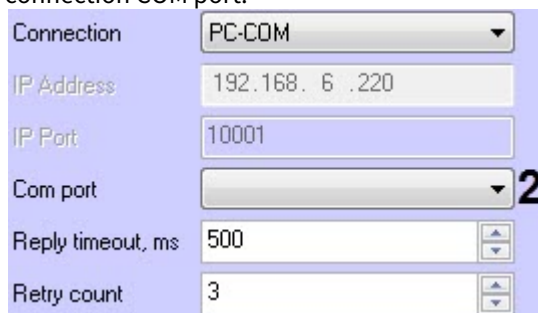 connection COM port.
Connection PC-COM
IP Address 192.168. 6 .220
IP Port 10001
Com port 2
Reply timeout, ms 500
Retry count 3